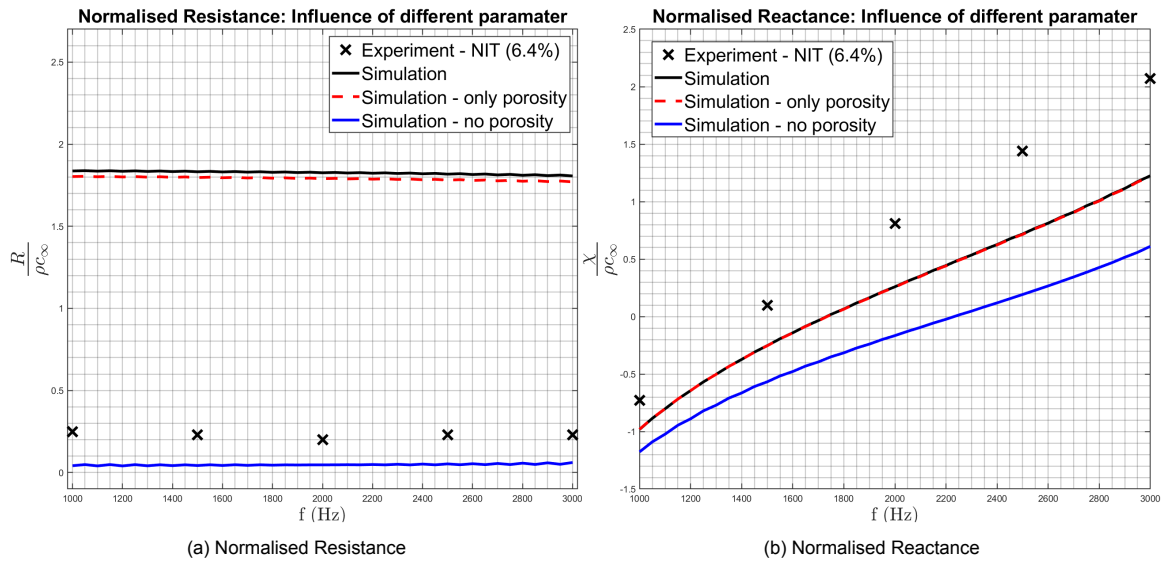 Normalised Resistance: Influence of different paramater
2.5
2
1.5
1
0.5
0
R
ρc∞
× Experiment - NIT (6.4%)
Simulation
Simulation - only porosity
Simulation - no porosity
1000 1200 1400 1600 1800 2000 2200 2400 2600 2800 3000
f (Hz)
(a) Normalised Resistance
Normalised Reactance: Influence of different paramater
2.5
2
1.5
1
0.5
0
-0.5
-1
-1.5
χ
ρc∞
× Experiment - NIT (6.4%)
Simulation
Simulation - only porosity
Simulation - no porosity
1000 1200 1400 1600 1800 2000 2200 2400 2600 2800 3000
f (Hz)
(b) Normalised Reactance